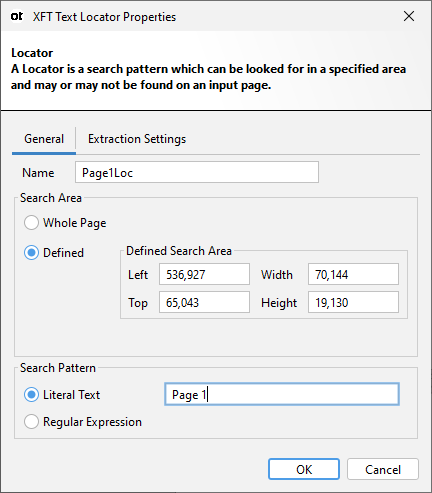 ot XFT Text Locator Properties
Locator
A Locator is a search pattern which can be looked for in a specified area
and may or may not be found on an input page.
General Extraction Settings
Name Page1Loc
Search Area
Whole Page
Defined
Defined Search Area
Left 536,927 Width 70,144
Top 65,043 Height 19,130
Search Pattern
Literal Text Page 1
Regular Expression
OK Cancel